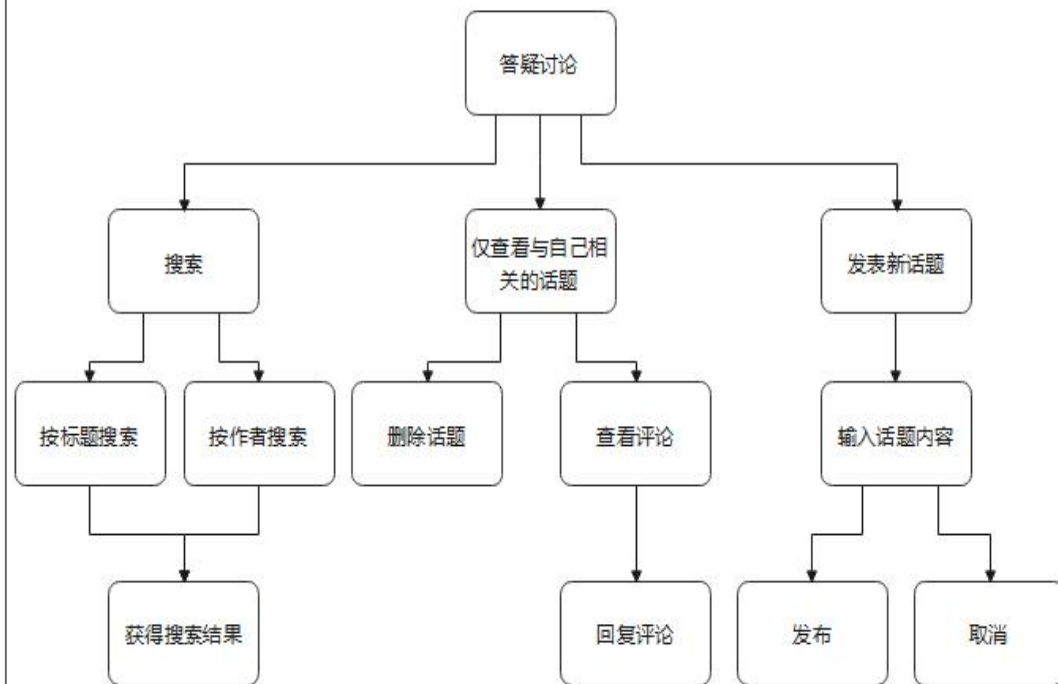 答疑讨论
搜索
仅查看与自己相
关的话题
发表新话题
按标题搜索
按作者搜索
删除话题
查看评论
输入话题内容
获得搜索结果
回复评论
发布
取消